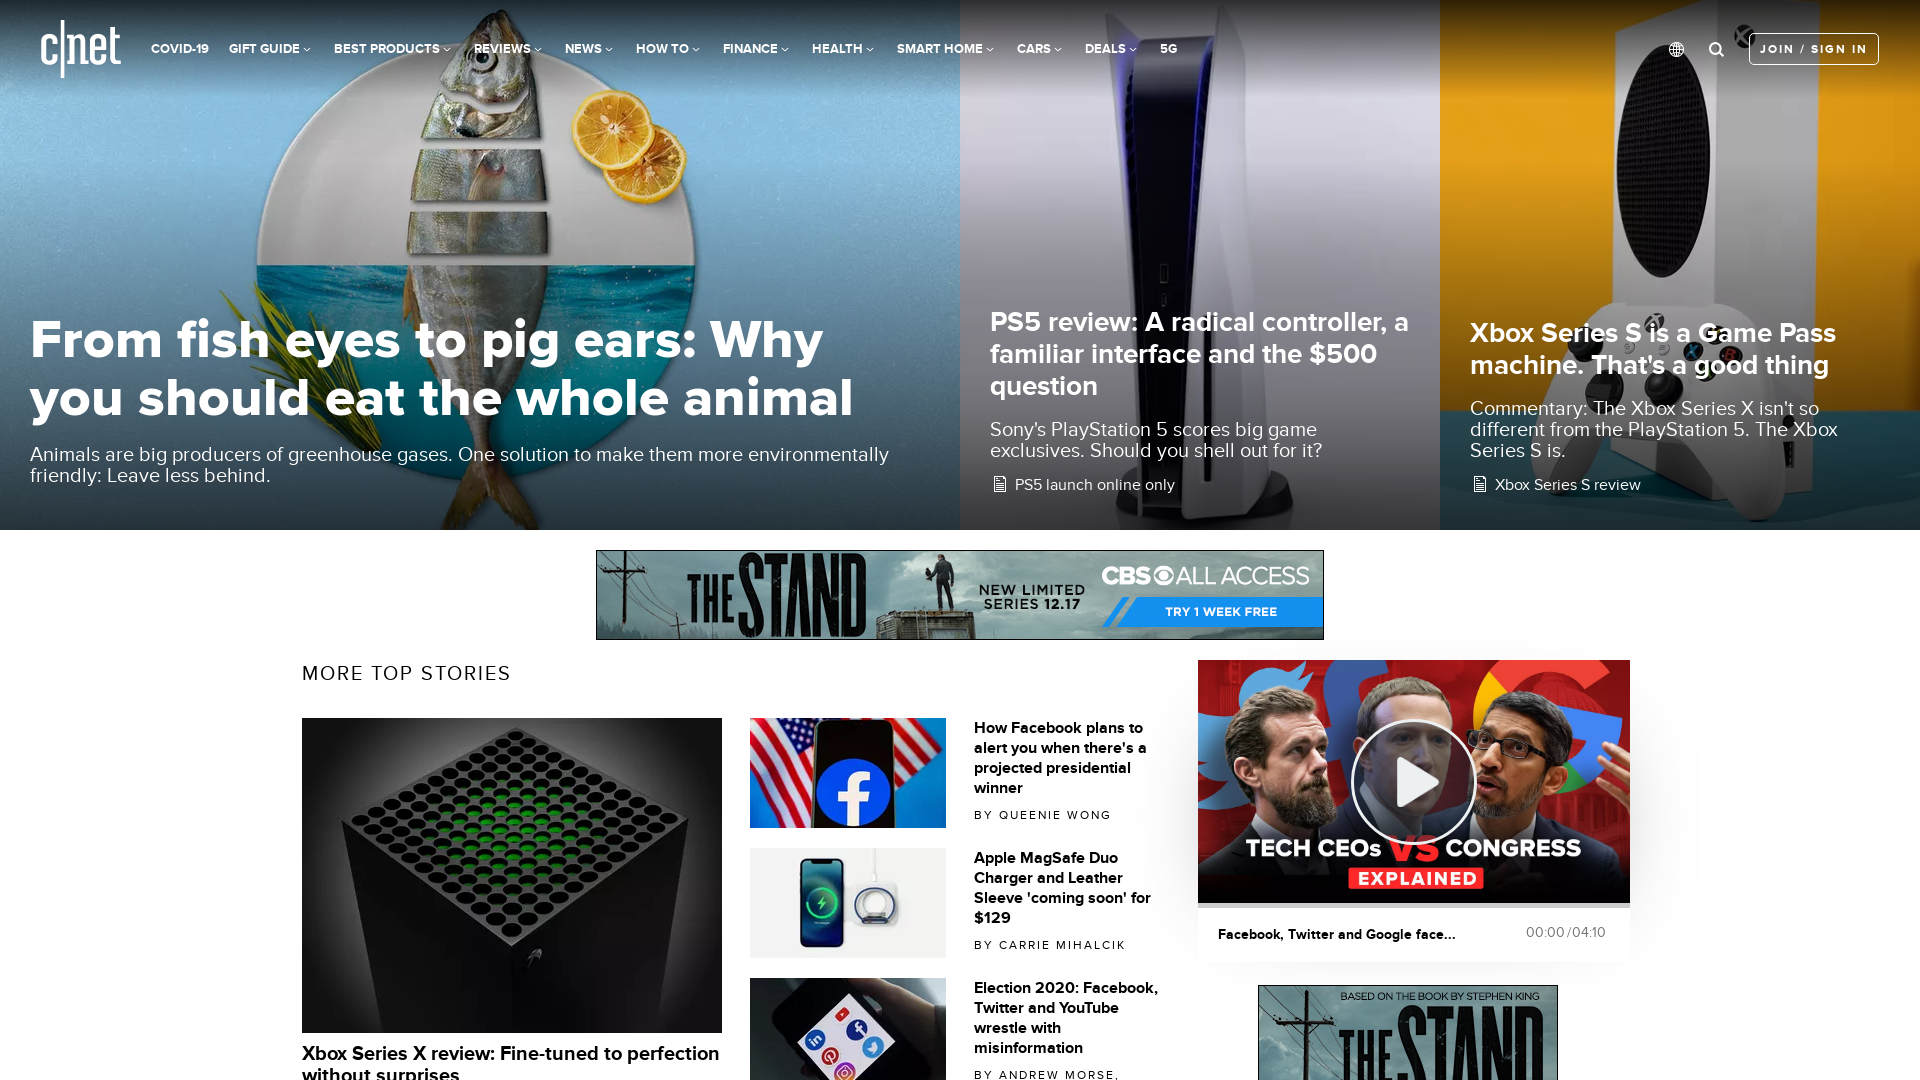 c|net
COVID-19 GIFT GUIDE BEST PRODUCTS REVIEWS NEWS HOW TO FINANCE HEALTH SMART HOME CARS DEALS 5G
JOIN / SIGN IN
From fish eyes to pig ears: Why
you should eat the whole animal
Animals are big producers of greenhouse gases. One solution to make them more environmentally
friendly: Leave less behind.
PS5 review: A radical controller, a
familiar interface and the $500
question
Sony's PlayStation 5 scores big game
exclusives. Should you shell out for it?
PS5 launch online only
Xbox Series S is a Game Pass
machine. That's a good thing
Commentary: The Xbox Series X isn't so
different from the PlayStation 5. The Xbox
Series S is.
Xbox Series S review
THE STAND
NEW LIMITED
SERIES 12.17
CBS ALL ACCESS
TRY 1 WEEK FREE
MORE TOP STORIES
Xbox Series X review: Fine-tuned to perfection
without surprises
How Facebook plans to
alert you when there's a
projected presidential
winner
BY QUEENIE WONG
Apple MagSafe Duo
Charger and Leather
Sleeve 'coming soon' for
$129
BY CARRIE MIHALCIK
Election 2020: Facebook,
Twitter and YouTube
wrestle with
misinformation
BY ANDREW MORSE,
TECH CEOs VS CONGRESS
EXPLAINED
Facebook, Twitter and Google face...
00:00 /04:10
BASED ON THE BOOK BY STEPHEN KING
THE STAND